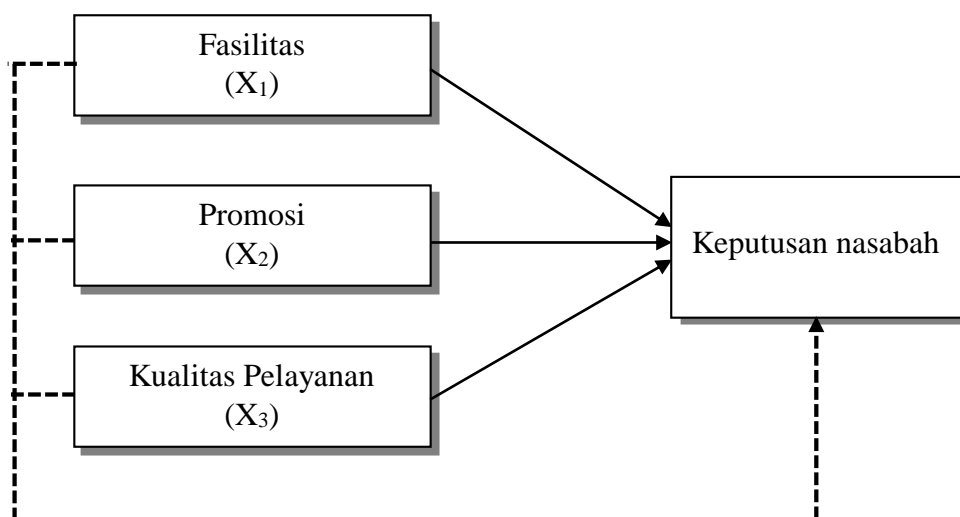 Fasilitas
(X₁)
Promosi
(X₂)
Kualitas Pelayanan
(X₃)
Keputusan nasabah